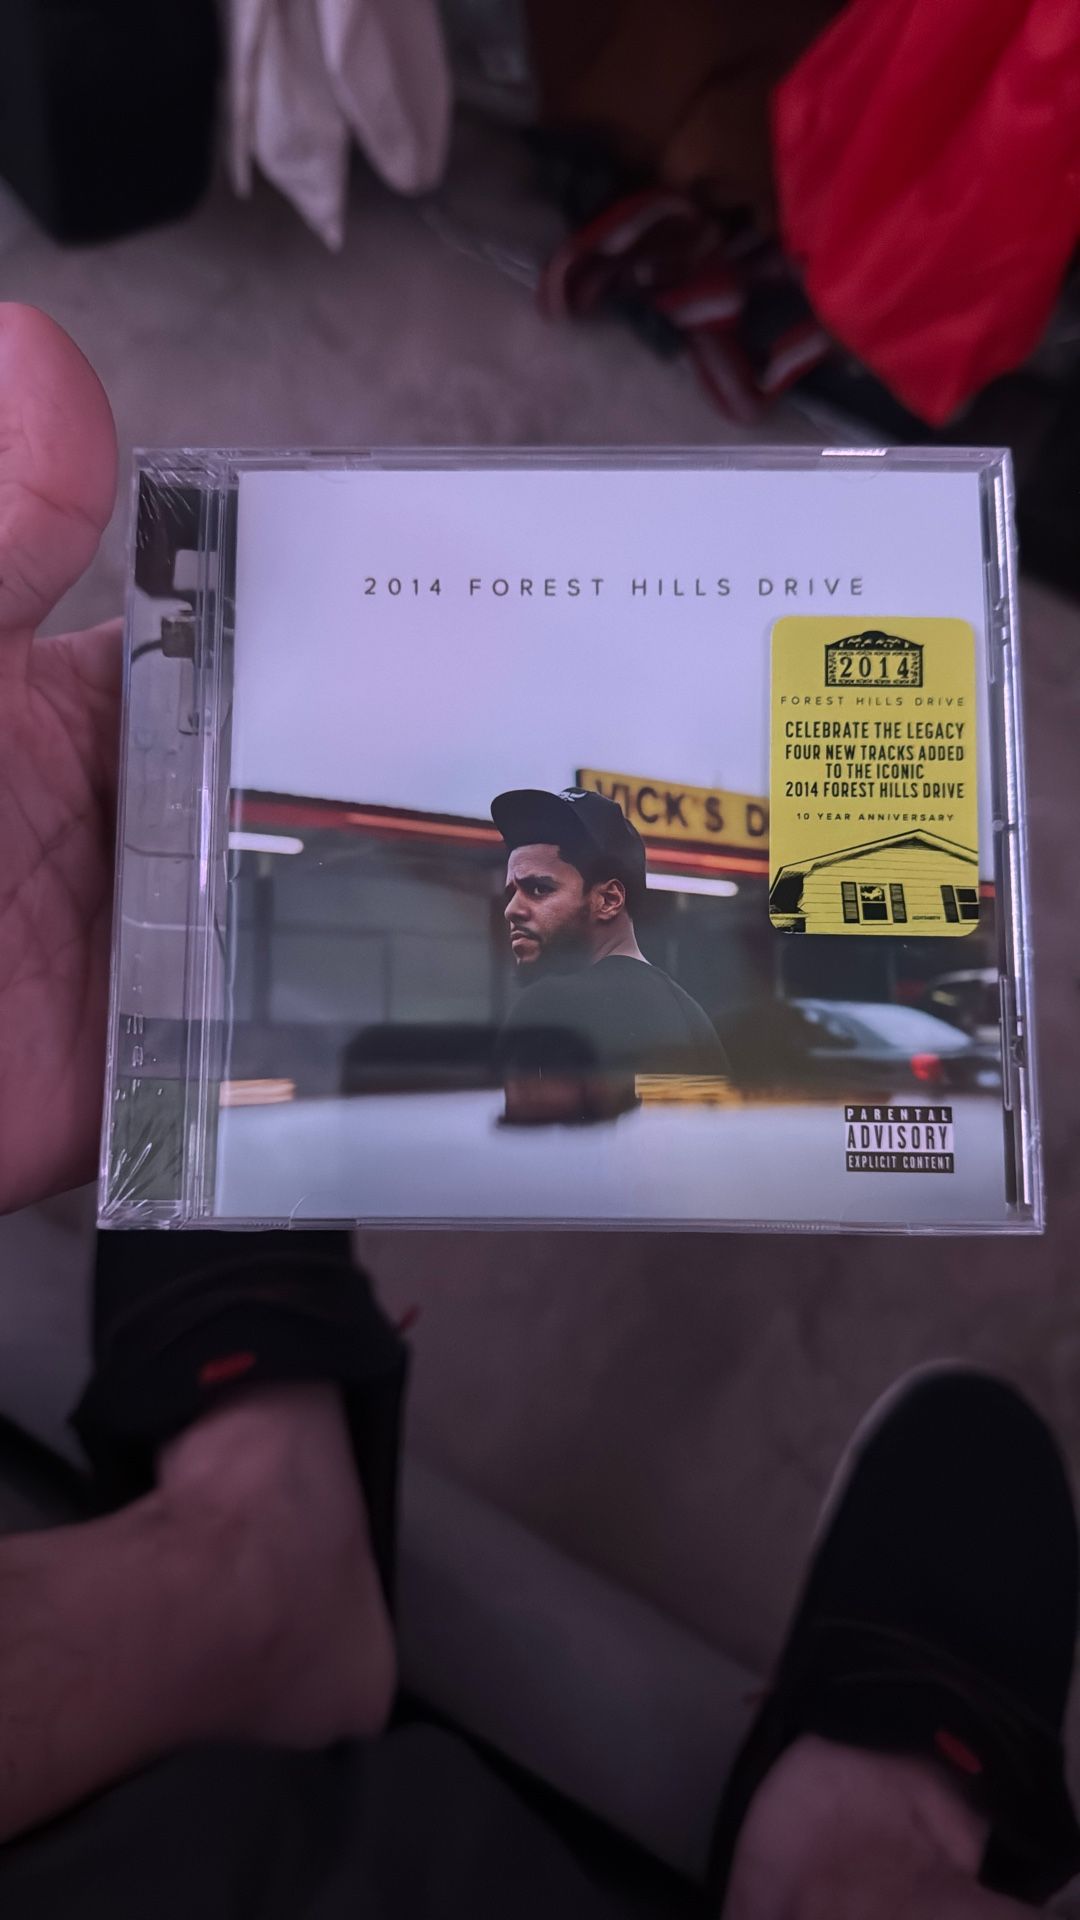 2014 FOREST HILLS DRIVE
2014
FOREST HILLS DRIVE
CELEBRATE THE LEGACY
FOUR NEW TRACKS ADDED
TO THE ICONIC
2014 FOREST HILLS DRIVE
10 YEAR ANNIVERSARY
VICK'S D
PARENTAL
ADVISORY
EXPLICIT CONTENT